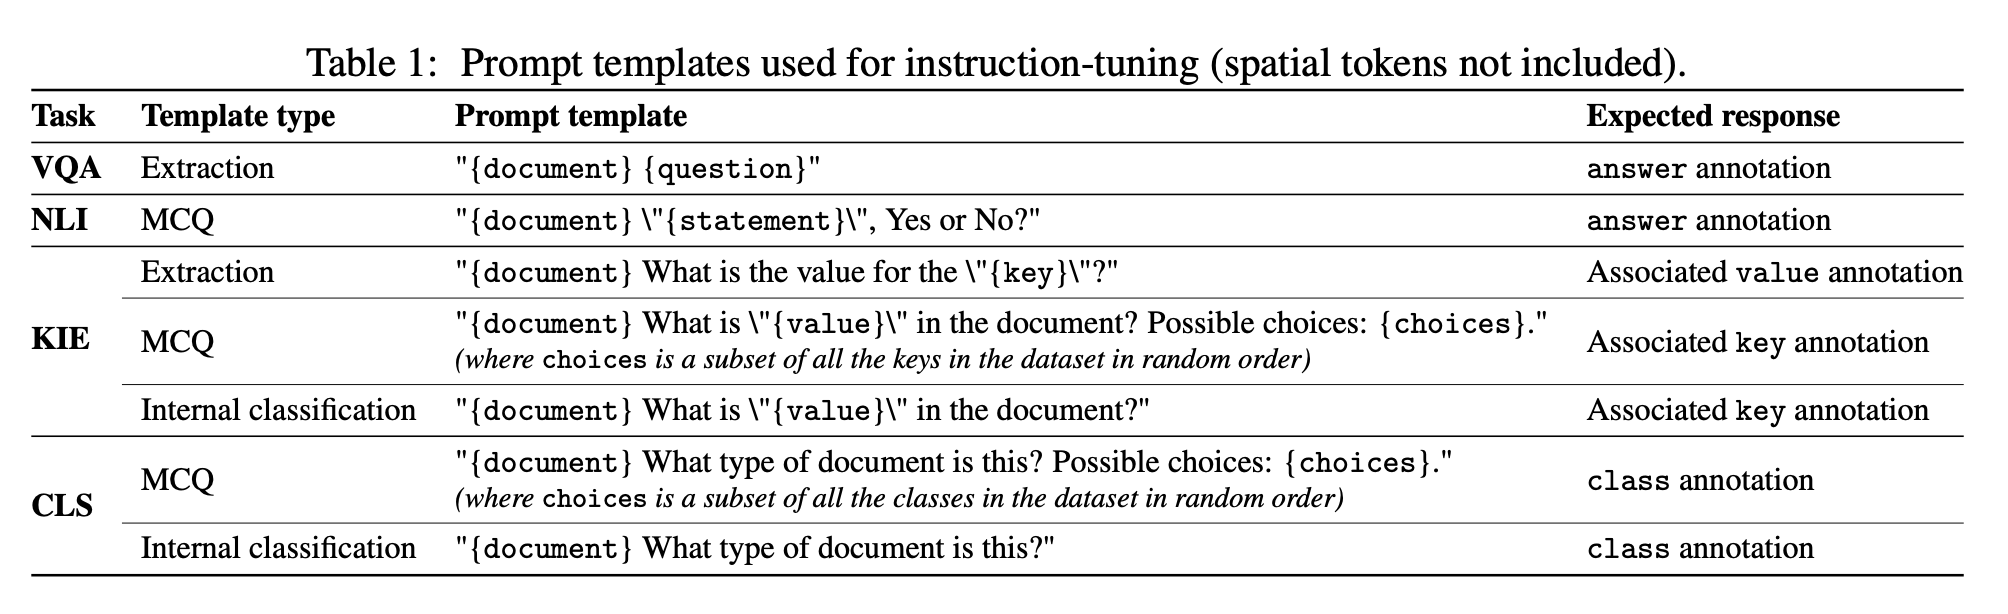 Table 1: Prompt templates used for instruction-tuning (spatial tokens not included).
Task Template type Prompt template Expected response
VQA Extraction "{document} {question}" answer annotation
NLI MCQ "{document} \"{statement}\", Yes or No?" answer annotation
KIE Extraction "{document} What is the value for the \"{key}\"?" Associated value annotation
MCQ "{document} What is \"{value}\" in the document? Possible choices: {choices}."
(where choices is a subset of all the keys in the dataset in random order) Associated key annotation
Internal classification "{document} What is \"{value}\" in the document?" Associated key annotation
CLS MCQ "{document} What type of document is this? Possible choices: {choices}."
(where choices is a subset of all the classes in the dataset in random order) class annotation
Internal classification "{document} What type of document is this?" class annotation